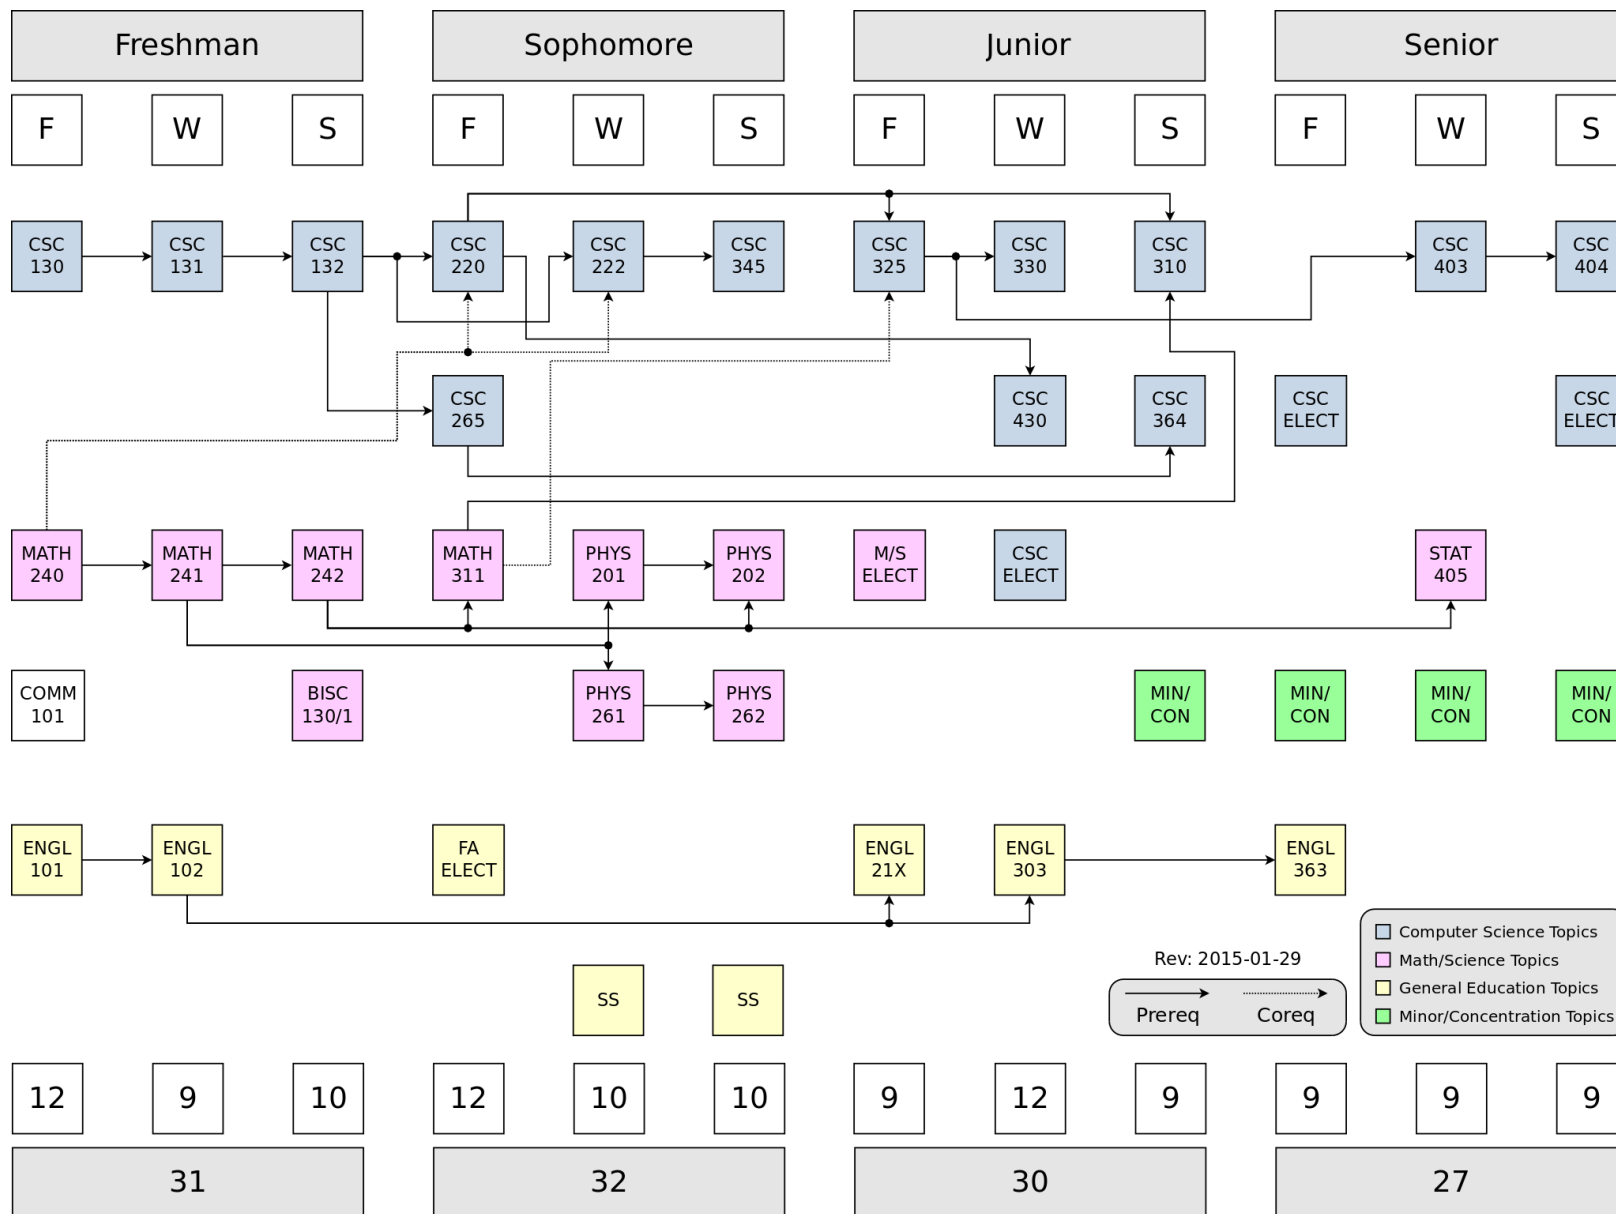 Freshman
Sophomore
Junior
Senior
F
W
S
F
W
S
F
W
S
F
W
S
CSC
130
CSC
131
CSC
132
CSC
220
CSC
222
CSC
345
CSC
325
CSC
330
CSC
310
CSC
403
CSC
404
CSC
265
CSC
430
CSC
364
CSC
ELECT
CSC
ELECT
MATH
240
MATH
241
MATH
242
MATH
311
PHYS
201
PHYS
202
M/S
ELECT
CSC
ELECT
STAT
405
COMM
101
BISC
130/1
PHYS
261
PHYS
262
MIN/
CON
MIN/
CON
MIN/
CON
MIN/
CON
ENGL
101
ENGL
102
FA
ELECT
ENGL
21X
ENGL
303
ENGL
363
SS
SS
Rev: 2015-01-29
Prereq
Coreq
Computer Science Topics
Math/Science Topics
General Education Topics
Minor/Concentration Topics
12
9
10
12
10
10
9
12
9
9
9
9
31
32
30
27